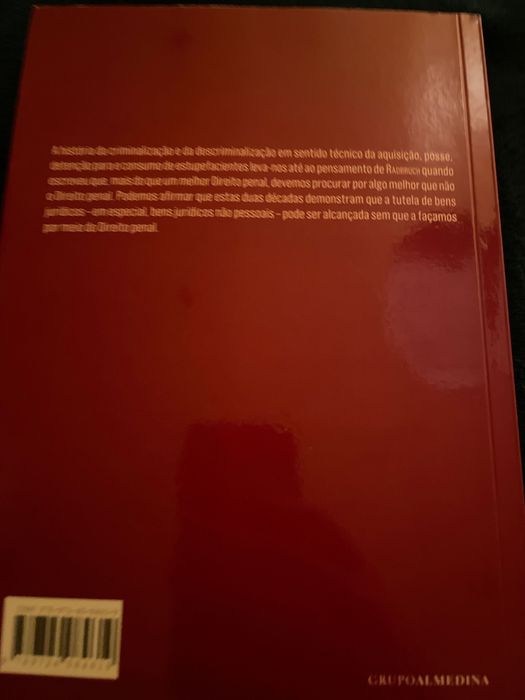 A história da criminalização e da descriminalização em sentido técnico da aquisição, posse,
detenção para o consumo de estupefacientes leva-nos até ao pensamento de RADBRUCH quando
escreveu que, mais do que um melhor Direito penal, devemos procurar por algo melhor que não
o Direito penal. Podemos afirmar que estas duas décadas demonstram que a tutela de bens
jurídicos – em especial, bens jurídicos não pessoais – pode ser alcançada sem que a façamos
por meio do Direito penal.
GRUPOALMEDINA